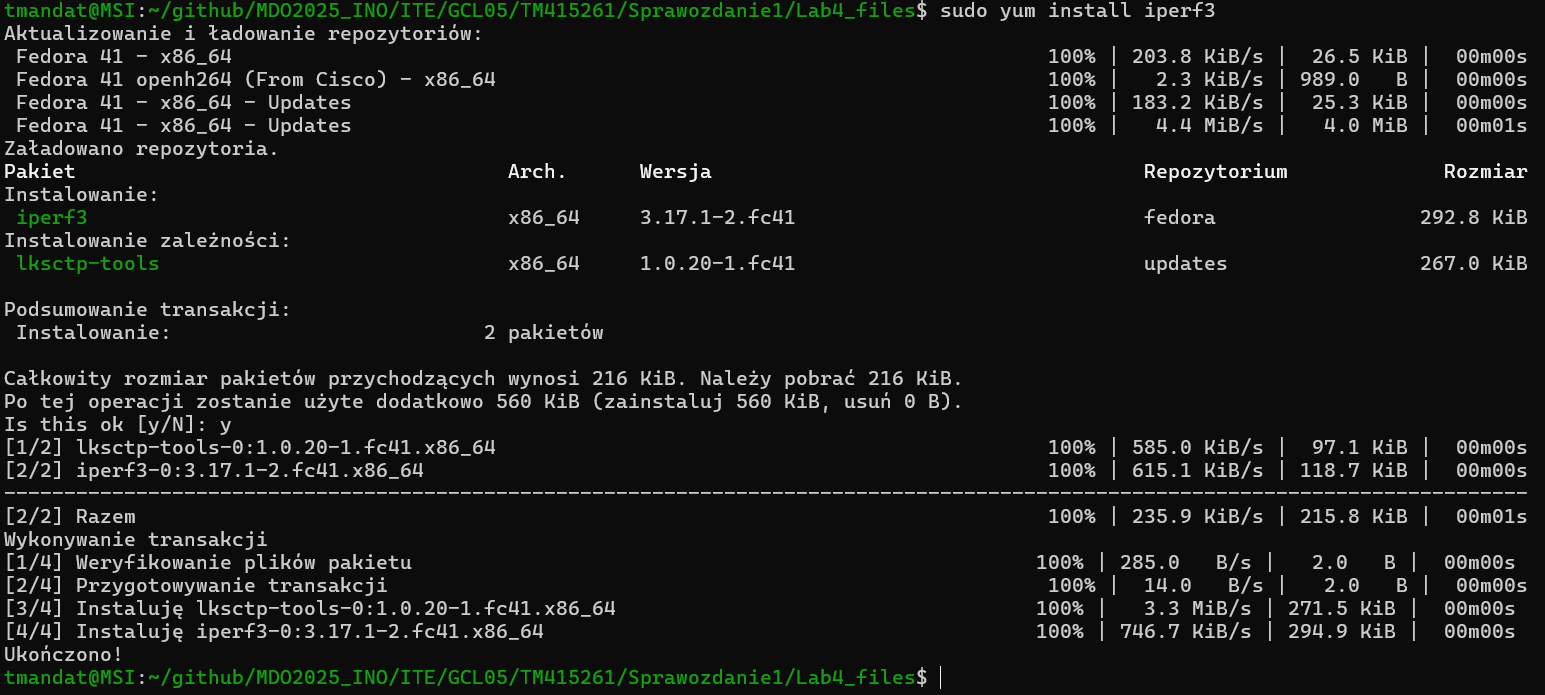 tmandat@MSI:~/github/MDO2025_INO/ITE/GCL05/TM415261/Sprawozdanie1/Lab4_files$ sudo yum install iperf3
Aktualizowanie i ładowanie repozytoriów:
 Fedora 41 - x86_64 100% | 203.8 KiB/s | 26.5 KiB | 00m00s
 Fedora 41 openh264 (From Cisco) - x86_64 100% | 2.3 KiB/s | 989.0 B | 00m00s
 Fedora 41 - x86_64 - Updates 100% | 183.2 KiB/s | 25.3 KiB | 00m00s
 Fedora 41 - x86_64 - Updates 100% | 4.4 MiB/s | 4.0 MiB | 00m01s
Załadowano repozytoria.
Pakiet Arch. Wersja Repozytorium Rozmiar
Instalowanie:
 iperf3 x86_64 3.17.1-2.fc41 fedora 292.8 KiB
Instalowanie zależności:
 lksctp-tools x86_64 1.0.20-1.fc41 updates 267.0 KiB
Podsumowanie transakcji:
 Instalowanie: 2 pakietów
Całkowity rozmiar pakietów przychodzących wynosi 216 KiB. Należy pobrać 216 KiB.
Po tej operacji zostanie użyte dodatkowo 560 KiB (zainstaluj 560 KiB, usuń 0 B).
Is this ok [y/N]: y
[1/2] lksctp-tools-0:1.0.20-1.fc41.x86_64 100% | 585.0 KiB/s | 97.1 KiB | 00m00s
[2/2] iperf3-0:3.17.1-2.fc41.x86_64 100% | 615.1 KiB/s | 118.7 KiB | 00m00s
--------------------------------------------------------------------------------
[2/2] Razem 100% | 235.9 KiB/s | 215.8 KiB | 00m01s
Wykonywanie transakcji
[1/4] Weryfikowanie plików pakietu 100% | 285.0 B/s | 2.0 B | 00m00s
[2/4] Przygotowywanie transakcji 100% | 14.0 B/s | 2.0 B | 00m00s
[3/4] Instaluję lksctp-tools-0:1.0.20-1.fc41.x86_64 100% | 3.3 MiB/s | 271.5 KiB | 00m00s
[4/4] Instaluję iperf3-0:3.17.1-2.fc41.x86_64 100% | 746.7 KiB/s | 294.9 KiB | 00m00s
Ukończono!
tmandat@MSI:~/github/MDO2025_INO/ITE/GCL05/TM415261/Sprawozdanie1/Lab4_files$